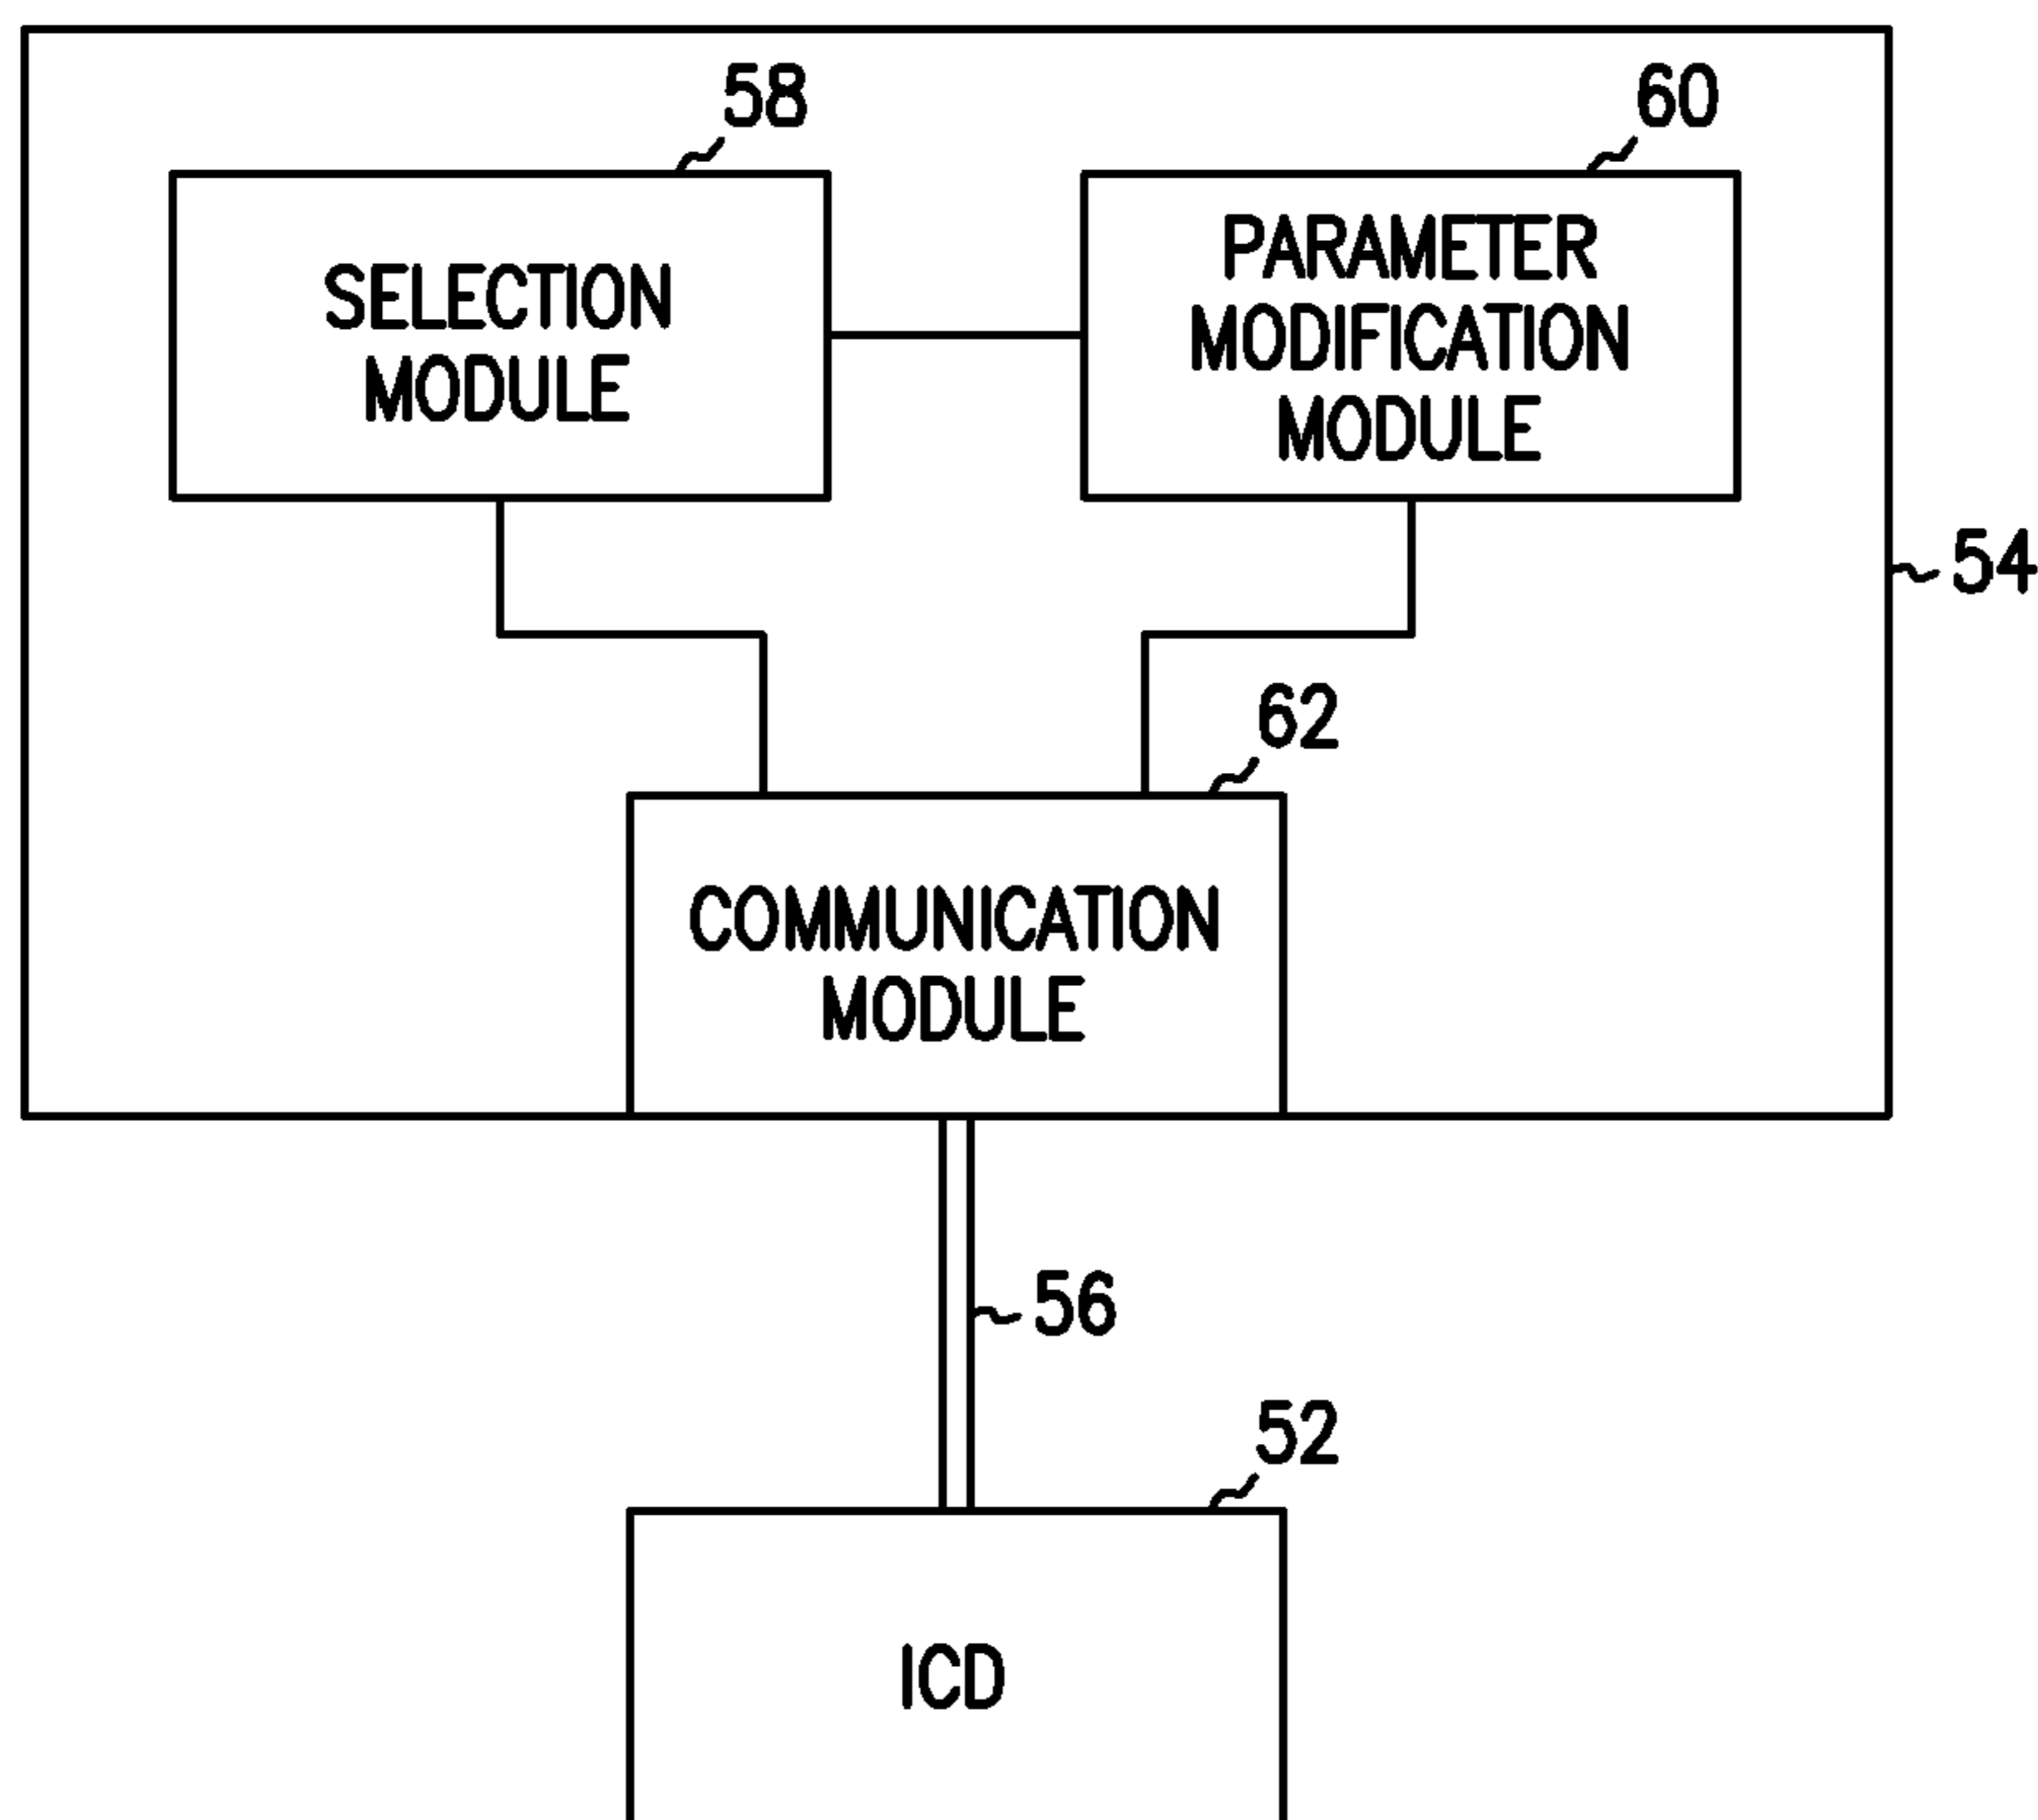 58
60
SELECTION
MODULE
PARAMETER
MODIFICATION
MODULE
54
62
COMMUNICATION
MODULE
56
52
ICD